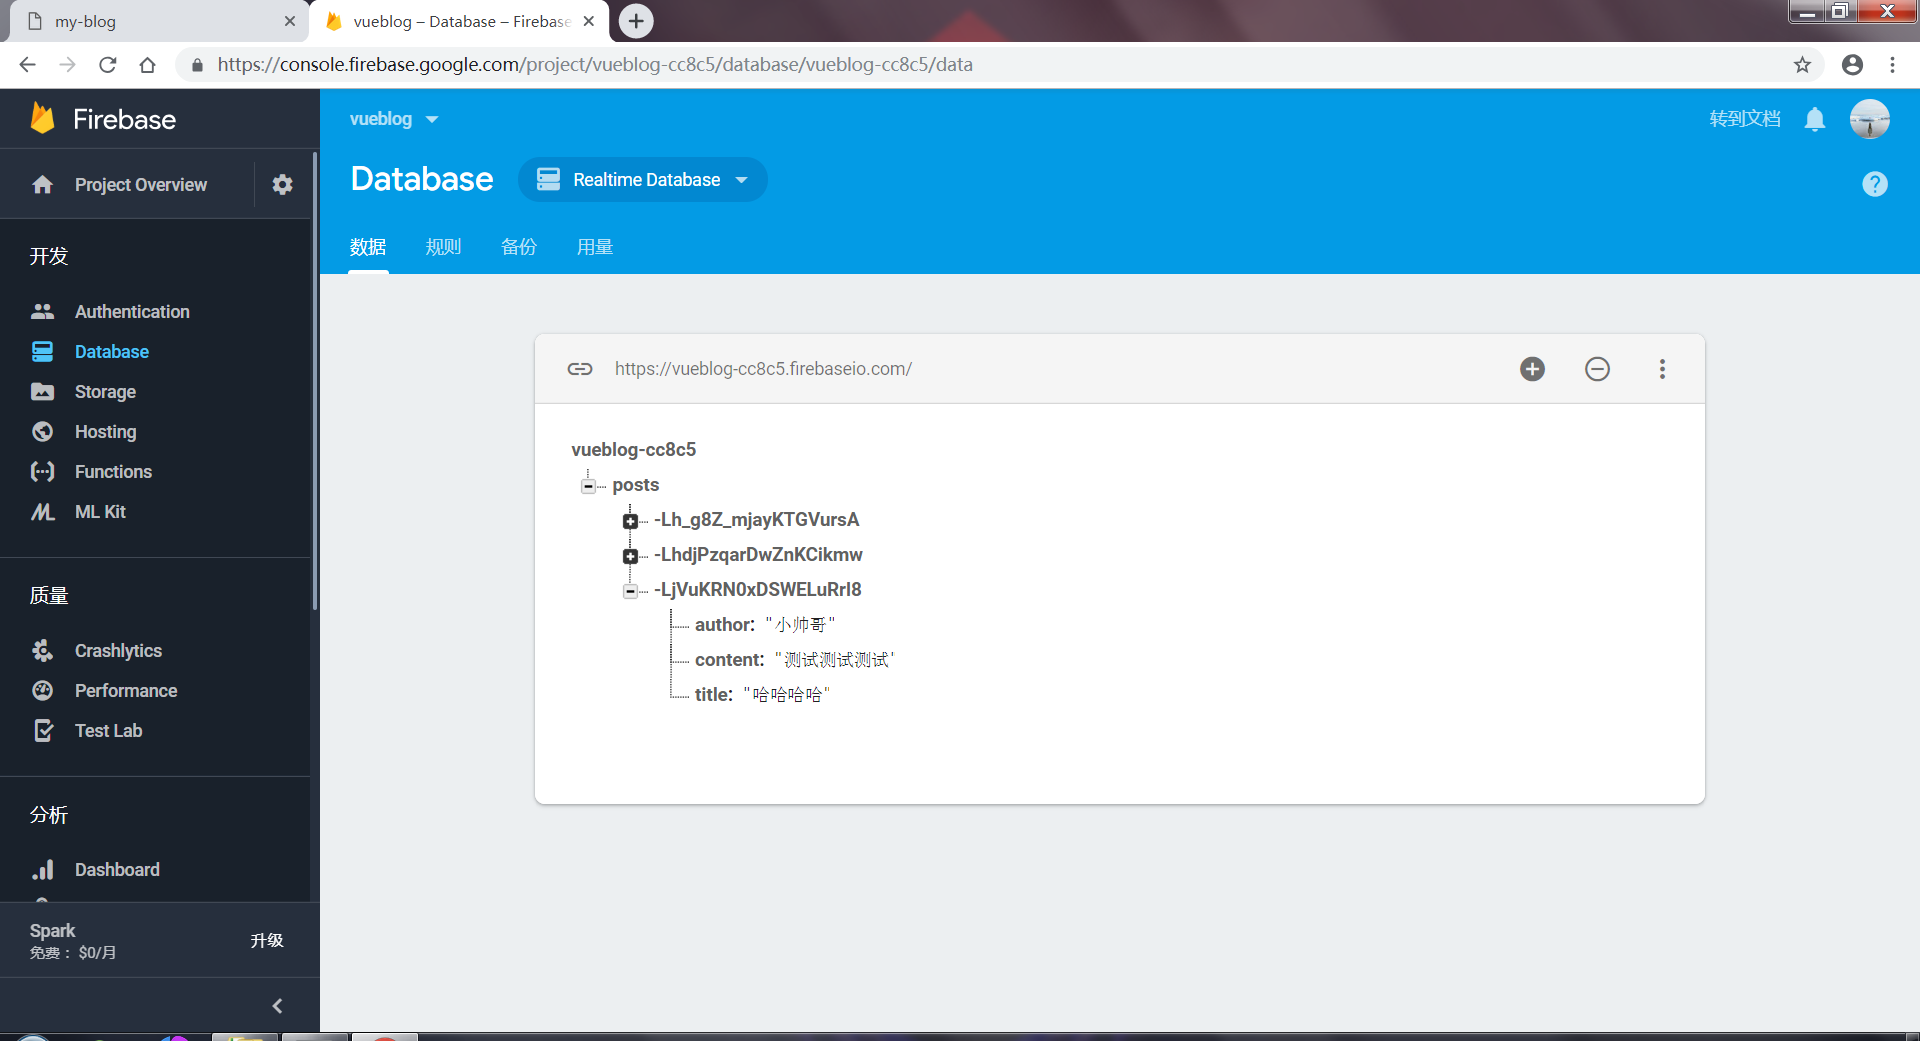 my-blog
vueblog – Database – Firebase
https://console.firebase.google.com/project/vueblog-cc8c5/database/vueblog-cc8c5/data
Firebase
vueblog
转到文档
Project Overview
Database
Realtime Database
数据
规则
备份
用量
开发
Authentication
Database
Storage
Hosting
Functions
ML Kit
质量
Crashlytics
Performance
Test Lab
分析
Dashboard
Spark
免费： $0/月
升级
https://vueblog-cc8c5.firebaseio.com/
vueblog-cc8c5
posts
-Lh_g8Z_mjayKTGVursA
-LhdjPzqarDwZnKCikmw
-LjVuKRN0xDSWELuRrI8
author: "小帅哥"
content: "测试测试测试'
title: "哈哈哈哈"